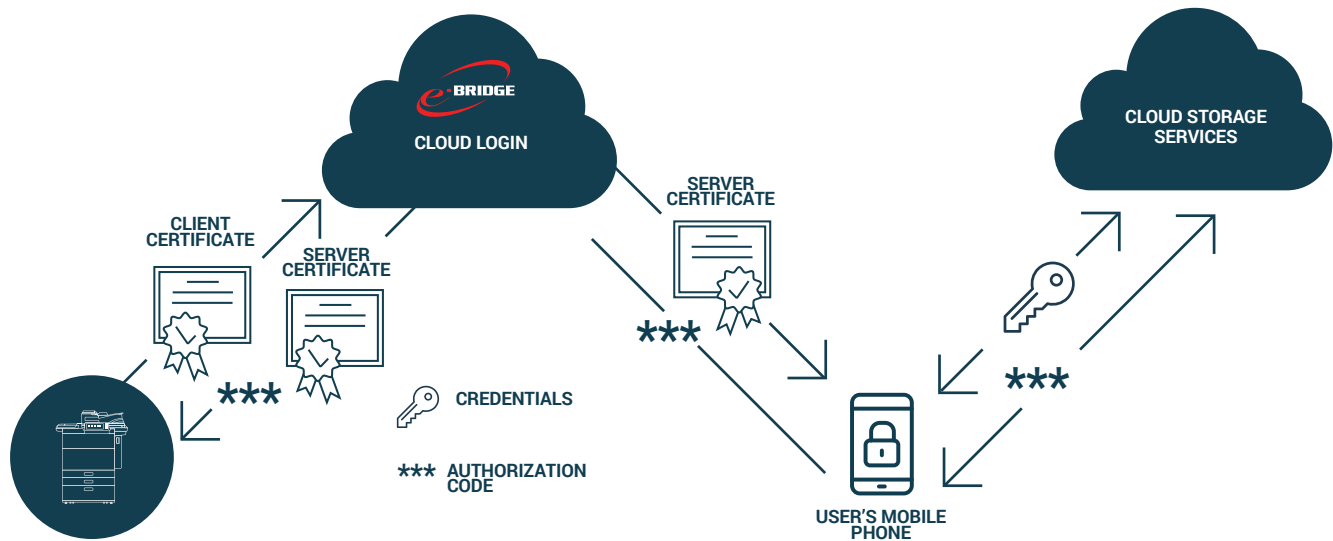 e-BRIDGE
CLOUD LOGIN
CLOUD STORAGE
SERVICES
SERVER
CERTIFICATE
CLIENT
CERTIFICATE
SERVER
CERTIFICATE
***
***
***
CREDENTIALS
*** AUTHORIZATION
CODE
USER'S MOBILE
PHONE